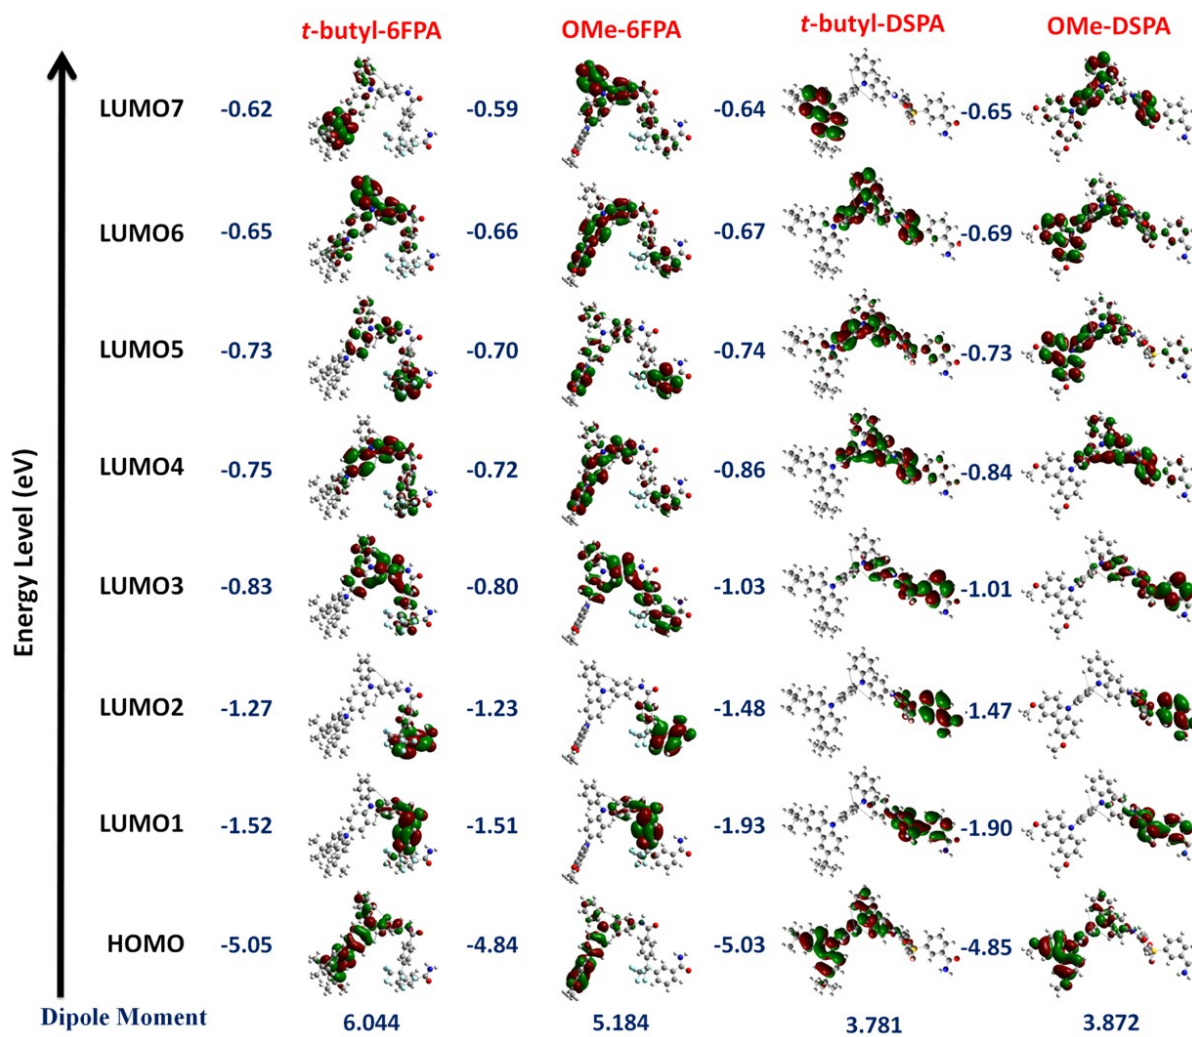 t-butyl-6FPA OMe-6FPA t-butyl-DSPA OMe-DSPA
LUMO7 -0.62 -0.59 -0.64 -0.65
LUMO6 -0.65 -0.66 -0.67 -0.69
LUMO5 -0.73 -0.70 -0.74 -0.73
LUMO4 -0.75 -0.72 -0.86 -0.84
LUMO3 -0.83 -0.80 -1.03 -1.01
LUMO2 -1.27 -1.23 -1.48 -1.47
LUMO1 -1.52 -1.51 -1.93 -1.90
HOMO -5.05 -4.84 -5.03 -4.85
Dipole Moment 6.044 5.184 3.781 3.872
Energy Level (eV)